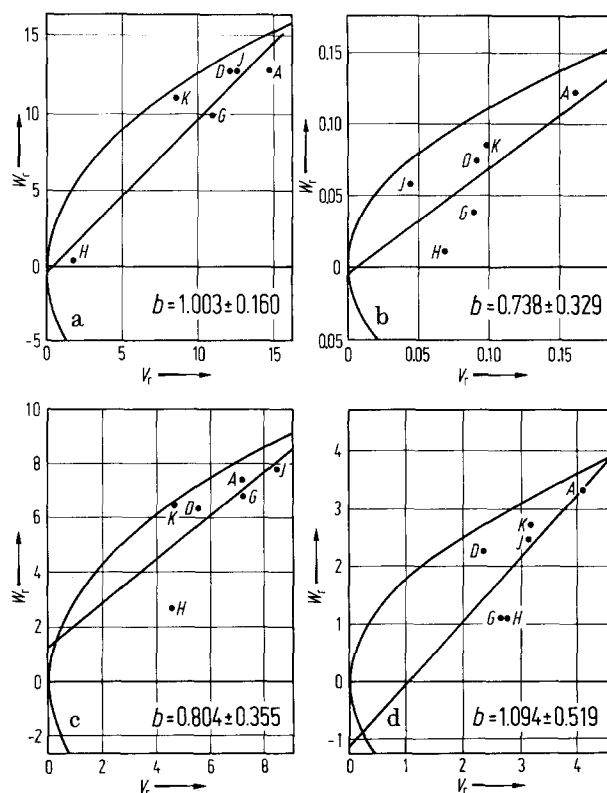 15
10
5
0
-5
W_r
K
D J
A
G
H
a
b = 1.003 ± 0.160
0 5 10 15
V_r
0.15
0.10
0.05
0
0.05
W_r
A
K
D
J
G
H
b
b = 0.738 ± 0.329
0 0.05 0.10 0.15
V_r
10
8
6
4
2
0
-2
W_r
A
J
G
K D
H
c
b = 0.804 ± 0.355
0 2 4 6 8
V_r
4
3
2
1
0
-1
W_r
A
K
J
D
G H
d
b = 1.094 ± 0.519
0 1 2 3 4
V_r